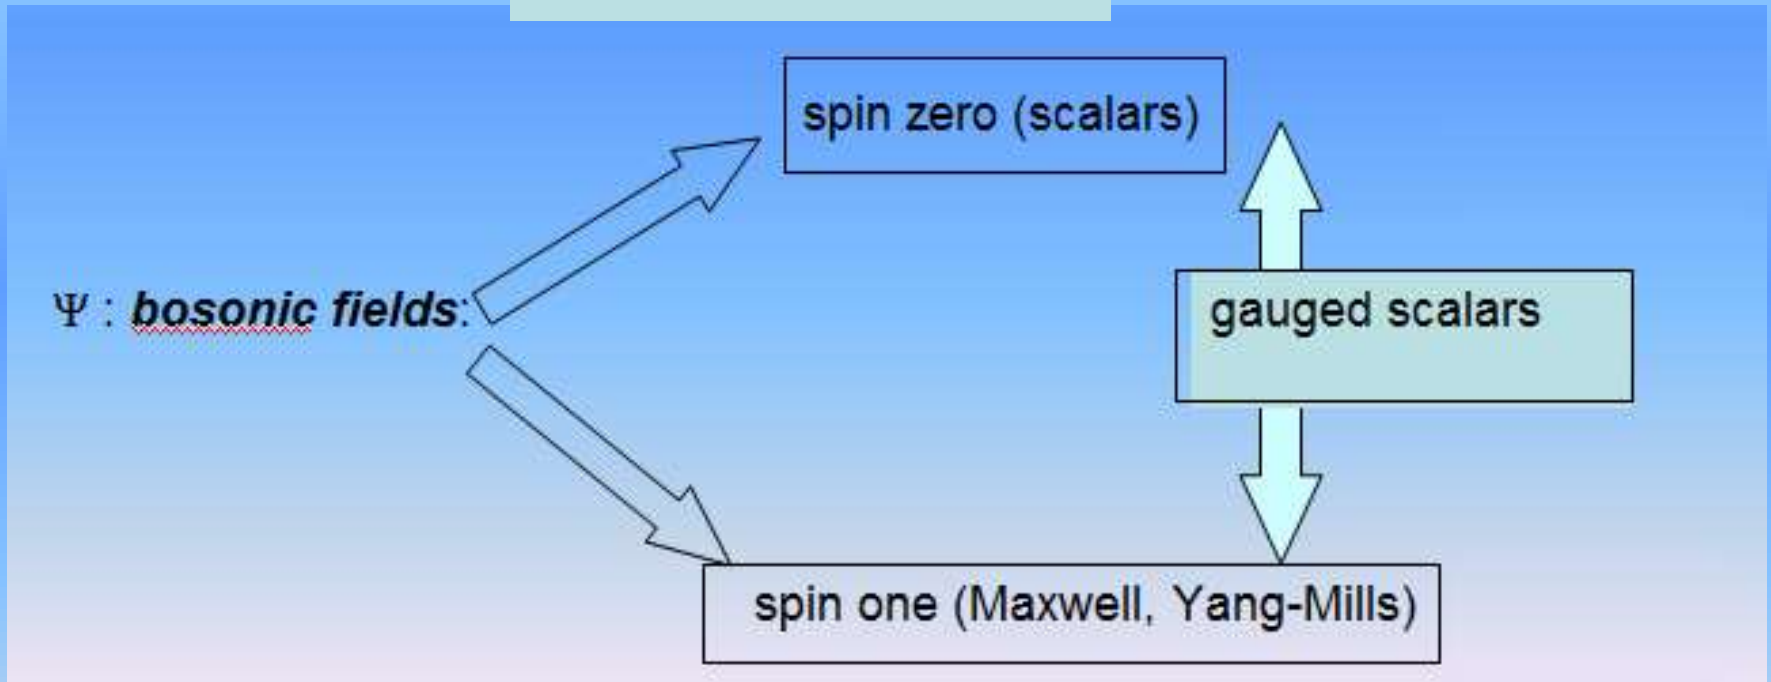 spin zero (scalars)
Ψ : bosonic fields:
gauged scalars
spin one (Maxwell, Yang-Mills)